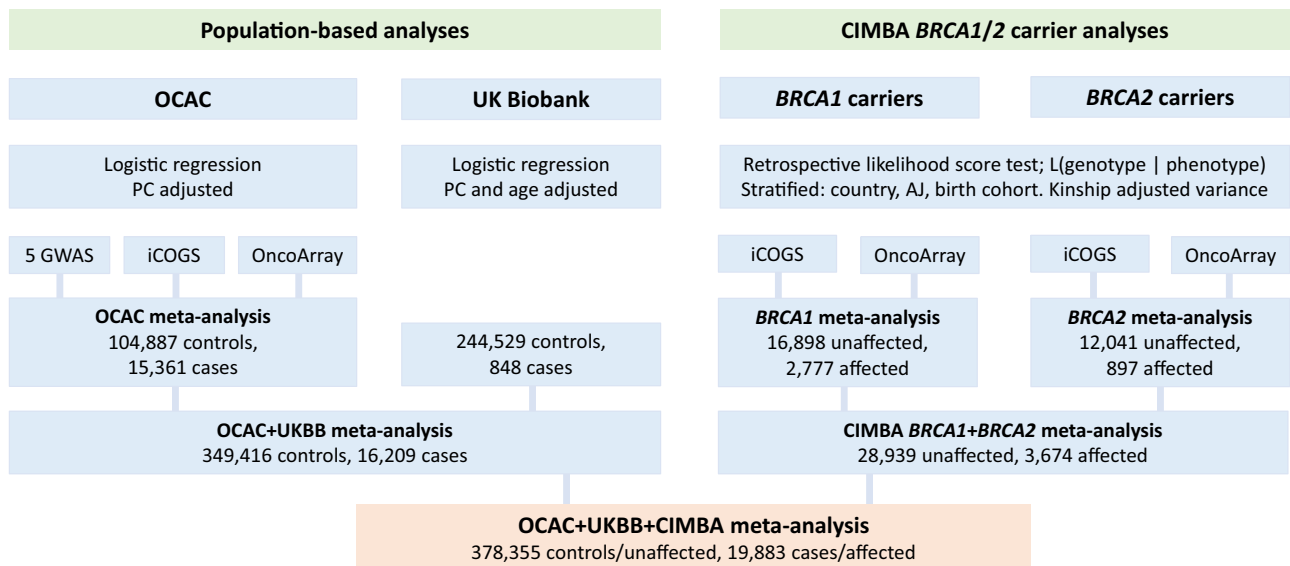 Population-based analyses
CIMBA BRCA1/2 carrier analyses
OCAC
UK Biobank
BRCA1 carriers
BRCA2 carriers
Logistic regression
PC adjusted
Logistic regression
PC and age adjusted
Retrospective likelihood score test; L(genotype | phenotype)
Stratified: country, AJ, birth cohort. Kinship adjusted variance
5 GWAS
iCOGS
OncoArray
iCOGS
OncoArray
iCOGS
OncoArray
OCAC meta-analysis
104,887 controls,
15,361 cases
244,529 controls,
848 cases
BRCA1 meta-analysis
16,898 unaffected,
2,777 affected
BRCA2 meta-analysis
12,041 unaffected,
897 affected
OCAC+UKBB meta-analysis
349,416 controls, 16,209 cases
CIMBA BRCA1+BRCA2 meta-analysis
28,939 unaffected, 3,674 affected
OCAC+UKBB+CIMBA meta-analysis
378,355 controls/unaffected, 19,883 cases/affected